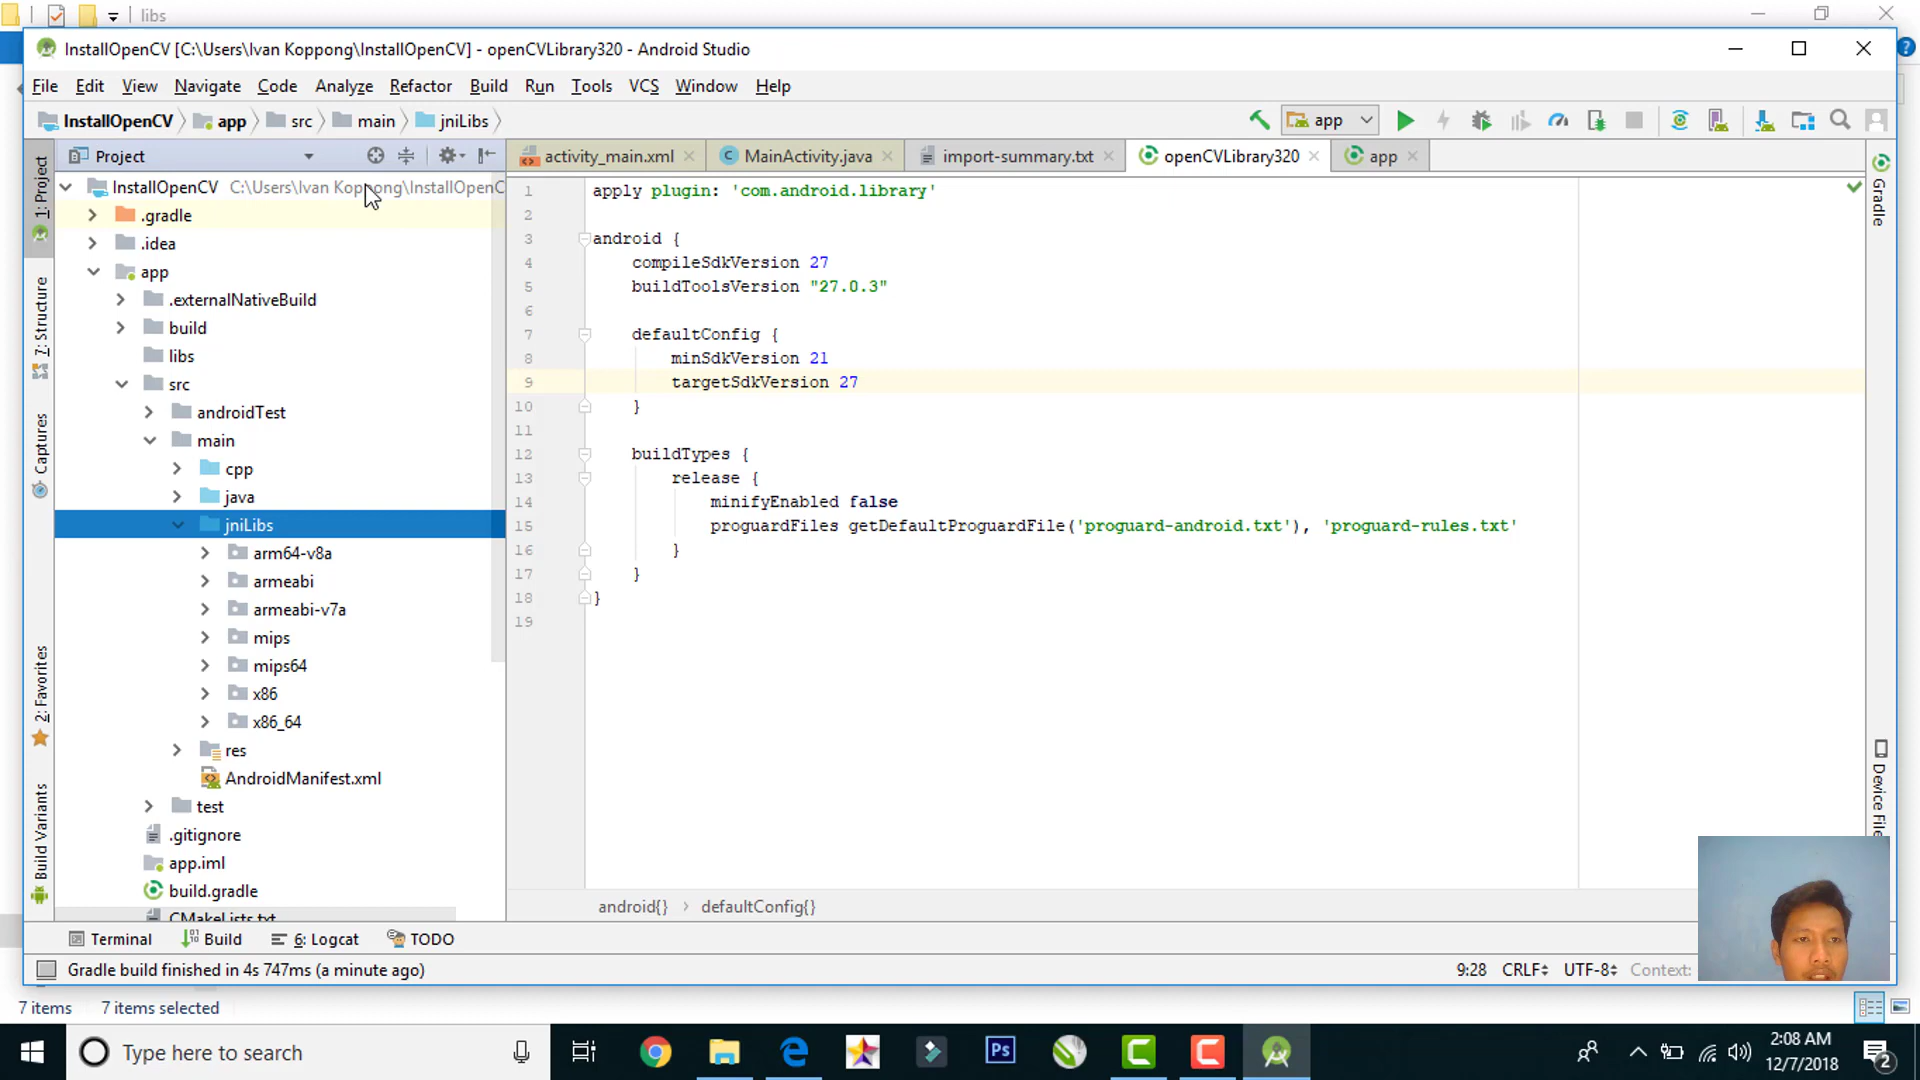 libs
InstallOpenCV [C:\Users\Ivan Koppong\InstallOpenCV] - openCVLibrary320 - Android Studio
File Edit View Navigate Code Analyze Refactor Build Run Tools VCS Window Help
InstallOpenCV app src main jniLibs
app
Project
activity_main.xml MainActivity.java import-summary.txt openCVLibrary320 app
1: Project
7: Structure
Captures
2: Favorites
Build Variants
InstallOpenCV C:\Users\Ivan Koppong\InstallOpenC
.gradle
.idea
app
.externalNativeBuild
build
libs
src
androidTest
main
cpp
java
jniLibs
arm64-v8a
armeabi
armeabi-v7a
mips
mips64
x86
x86_64
res
AndroidManifest.xml
test
.gitignore
app.iml
build.gradle
CMakeLists.txt
1 apply plugin: 'com.android.library'
2
3 android {
4 compileSdkVersion 27
5 buildToolsVersion "27.0.3"
6
7 defaultConfig {
8 minSdkVersion 21
9 targetSdkVersion 27
10 }
11
12 buildTypes {
13 release {
14 minifyEnabled false
15 proguardFiles getDefaultProguardFile('proguard-android.txt'), 'proguard-rules.txt'
16 }
17 }
18 }
19
Gradle
Device File
android{} › defaultConfig{}
Terminal Build 6: Logcat TODO
Gradle build finished in 4s 747ms (a minute ago)
9:28 CRLF UTF-8 Context:
7 items 7 items selected
Type here to search
Ps
2:08 AM
12/7/2018
2